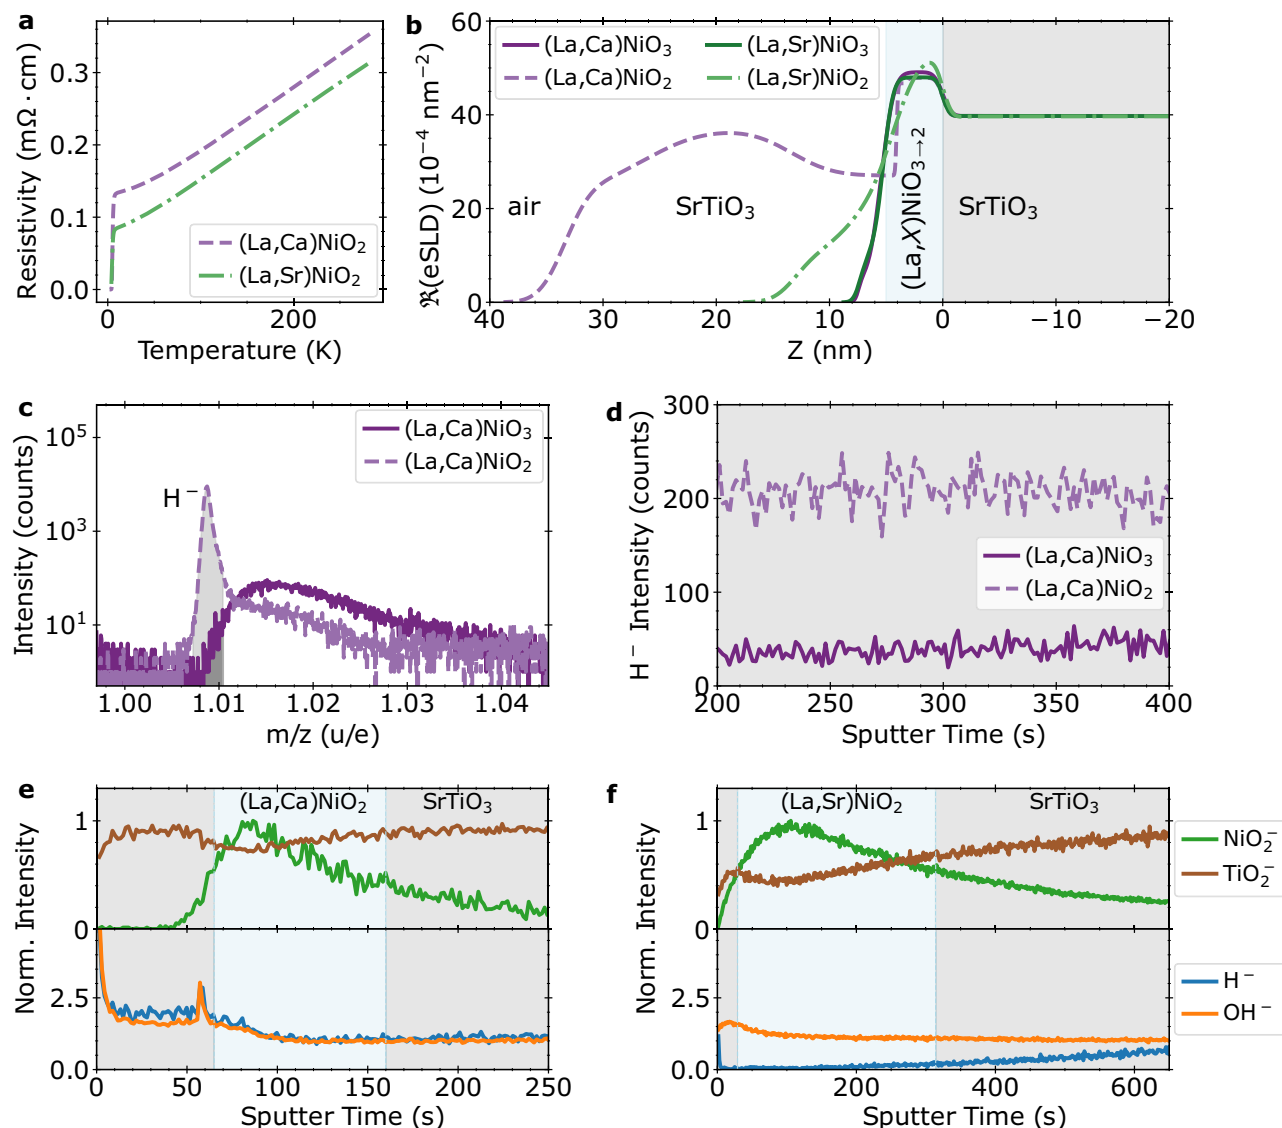 a
Resistivity (mΩ · cm)
0.3
0.2
0.1
0.0
(La,Ca)NiO₂
(La,Sr)NiO₂
0
200
Temperature (K)
b
ℜ(eSLD) (10⁻⁴ nm⁻²)
60
40
20
0
(La,Ca)NiO₃
(La,Ca)NiO₂
(La,Sr)NiO₃
(La,Sr)NiO₂
air
SrTiO₃
(La,X)NiO₃→₂
SrTiO₃
40
30
20
10
0
−10
−20
Z (nm)
c
Intensity (counts)
10⁵
10³
10¹
H⁻
(La,Ca)NiO₃
(La,Ca)NiO₂
1.00
1.01
1.02
1.03
1.04
m/z (u/e)
d
H⁻ Intensity (counts)
300
200
100
0
(La,Ca)NiO₃
(La,Ca)NiO₂
200
250
300
350
400
Sputter Time (s)
e
(La,Ca)NiO₂
SrTiO₃
Norm. Intensity
1
0
2.5
0.0
0
50
100
150
200
250
Sputter Time (s)
f
(La,Sr)NiO₂
SrTiO₃
Norm. Intensity
1
0
2.5
0.0
0
200
400
600
Sputter Time (s)
NiO₂⁻
TiO₂⁻
H⁻
OH⁻